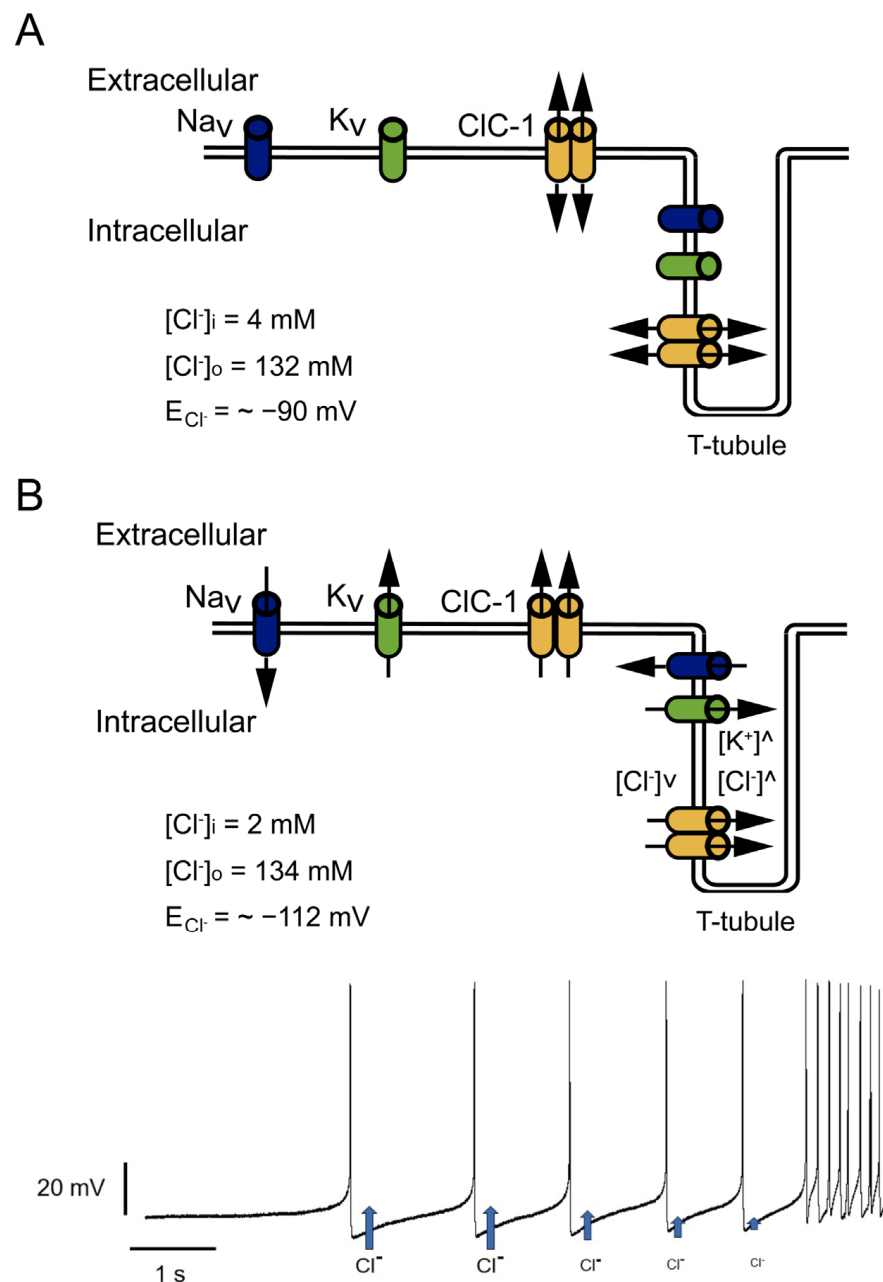 A
Extracellular
Nav Kv ClC-1
Intracellular
[Cl-]i = 4 mM
[Cl-]o = 132 mM
ECl- = ~ −90 mV
T-tubule
B
Extracellular
Nav Kv ClC-1
Intracellular
[K+]^
[Cl-]v [Cl-]^
[Cl-]i = 2 mM
[Cl-]o = 134 mM
ECl- = ~ −112 mV
T-tubule
20 mV
1 s
Cl- Cl- Cl- Cl- Cl-